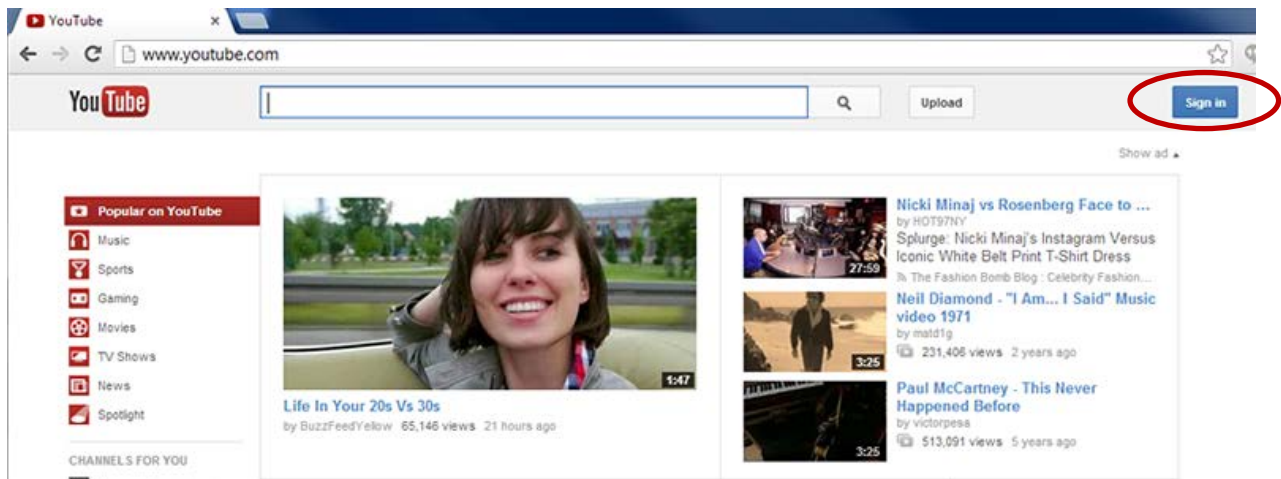 YouTube
www.youtube.com
You Tube
Upload
Sign in
Show ad
Popular on YouTube
Music
Sports
Gaming
Movies
TV Shows
News
Spotlight
CHANNELS FOR YOU
1:47
Life In Your 20s Vs 30s
by BuzzFeedYellow 65,146 views 21 hours ago
27:59
Nicki Minaj vs Rosenberg Face to ...
by HOT97NY
Splurge: Nicki Minaj's Instagram Versus
Iconic White Belt Print T-Shirt Dress
The Fashion Bomb Blog : Celebrity Fashion...
3:25
Neil Diamond - "I Am... I Said" Music
video 1971
by matd1g
231,406 views 2 years ago
3:25
Paul McCartney - This Never
Happened Before
by victorpesa
513,091 views 5 years ago